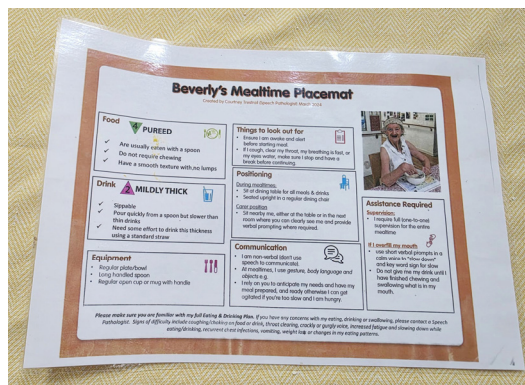 Beverly's Mealtime Placemat
Created by Courtney Speech Pathologist March 2024
Food
4 PUREED
Are usually eaten with a spoon
Do not require chewing
Have a smooth texture with no lumps
Drink
2 MILDLY THICK
Sippable
Pour quickly from a spoon but slower than
thin drinks
Need some effort to drink this thickness
using a standard straw
Equipment
Regular plate/bowl
Long handled spoon
Regular open cup or mug with handle
Things to look out for
Ensure I am awake and alert
before starting meal.
If I cough, clear my throat, my breathing is fast, or
my eyes water, make sure I stop and have a
break before continuing.
Positioning
During mealtimes:
Sit at dining table for all meals & drinks
Seated upright in a regular dining chair
Carer position
Sit nearby me, either at the table or in the next
room where you can clearly see me and provide
verbal prompting where required.
Communication
I am non-verbal (don't use
speech to communicate).
At mealtimes, I use gesture, body language and
objects e.g.
I rely on you to anticipate my needs and have my
meal prepared, and ready otherwise I can get
agitated if you're too slow and I am hungry.
Assistance Required
Supervision:
I require full (one-to-one)
supervision for the entire
mealtime
If I overfill my mouth
use short verbal prompts in a
calm voice to "slow down"
and key word sign for slow
Do not give me my drink until I
have finished chewing and
swallowing what is in my
mouth.
Please make sure you are familiar with my full Eating & Drinking Plan. If you have any concerns with my eating, drinking or swallowing, please contact a Speech
Pathologist. Signs of difficulty include coughing/choking on food or drink, throat clearing, crackly or gurgly voice, increased fatigue and slowing down while
eating/drinking, recurrent chest infections, vomiting, weight loss or changes in my eating patterns.